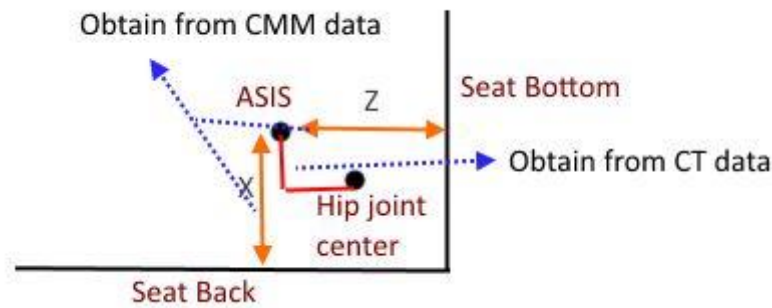 Obtain from CMM data
ASIS
Z
Seat Bottom
Obtain from CT data
X
Hip joint
center
Seat Back